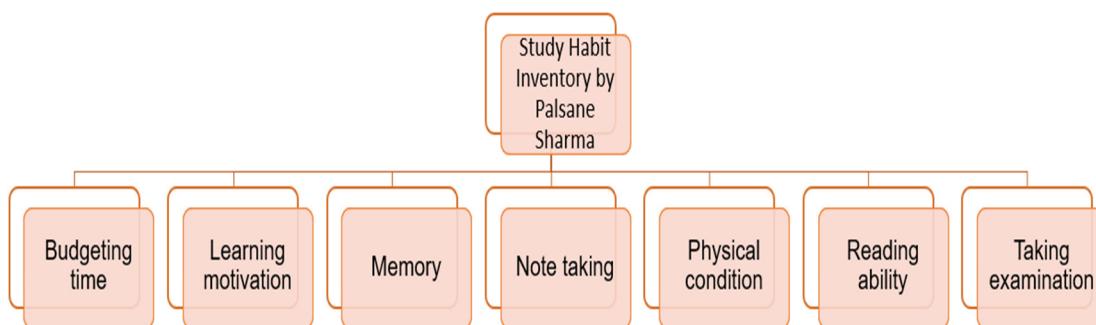 Study Habit
Inventory by
Palsane
Sharma
Budgeting
time
Learning
motivation
Memory
Note taking
Physical
condition
Reading
ability
Taking
examination